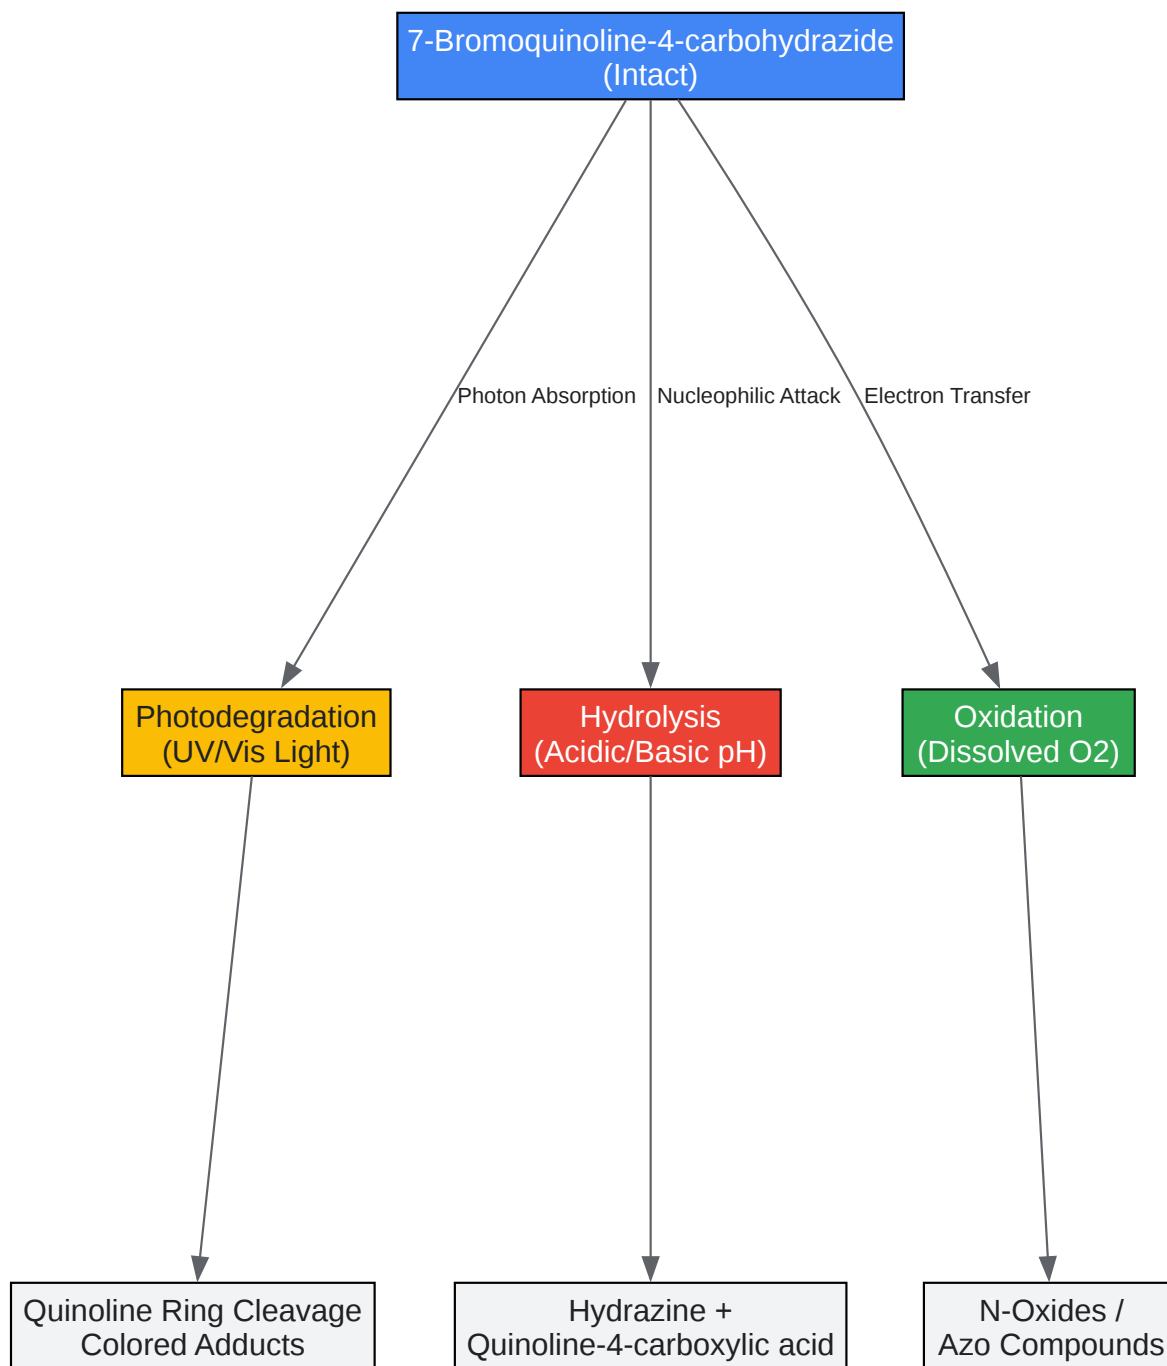 7-Bromoquinoline-4-carbohydrazide
(Intact)
Photon Absorption
Nucleophilic Attack
Electron Transfer
Photodegradation
(UV/Vis Light)
Hydrolysis
(Acidic/Basic pH)
Oxidation
(Dissolved O2)
Quinoline Ring Cleavage
Colored Adducts
Hydrazine +
Quinoline-4-carboxylic acid
N-Oxides /
Azo Compounds